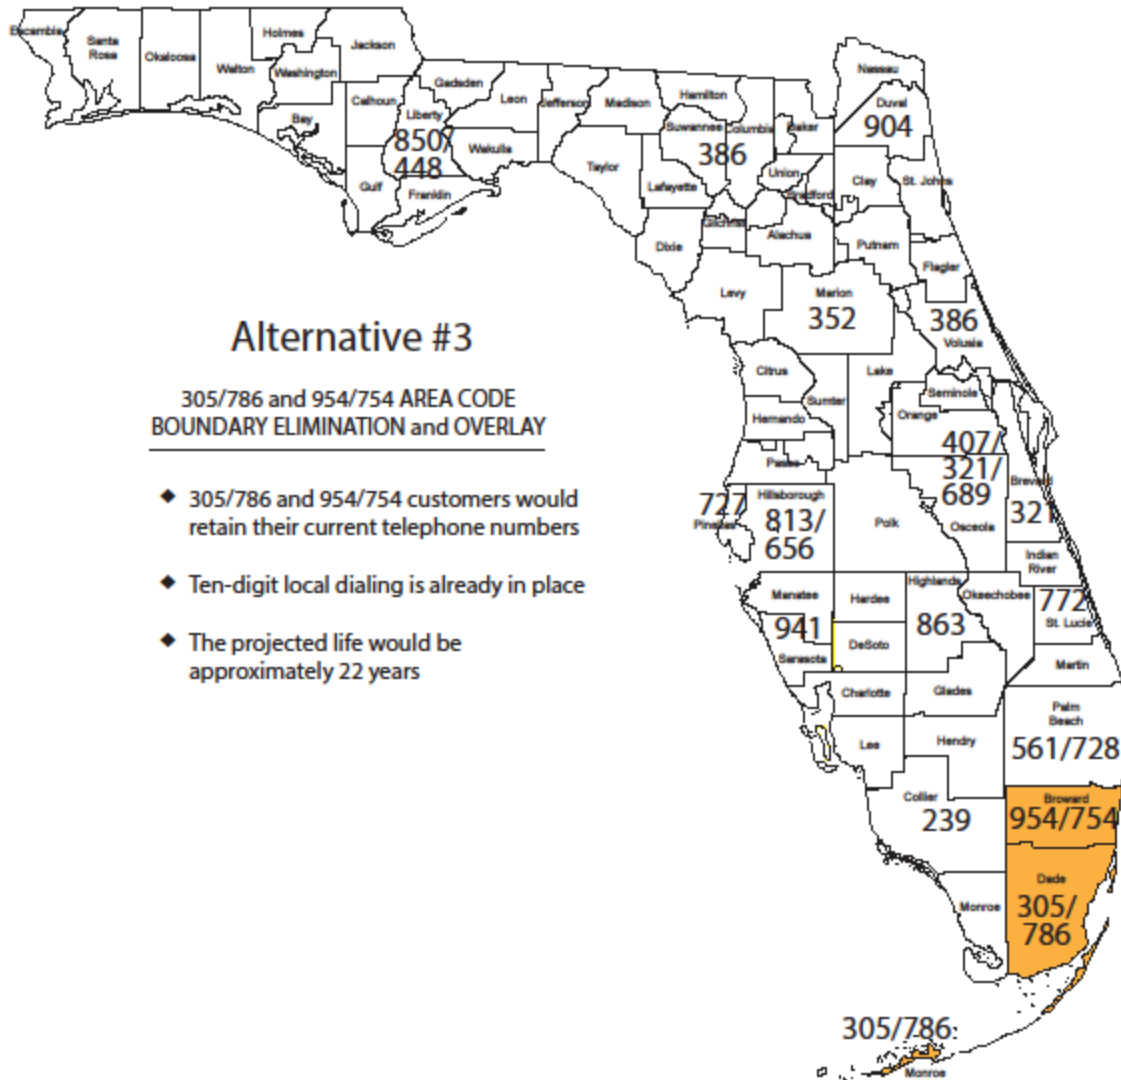 Escambia
Santa
Rosa
Okaloosa
Walton
Holmes
Washington
Jackson
Bay
Calhoun
Gulf
Gadsden
Liberty
850/
448
Franklin
Leon
Wakulla
Jefferson
Madison
Taylor
Hamilton
Suwannee
Columbia
386
Lafayette
Dixie
Gilchrist
Baker
Union
Bradford
Alachua
Nassau
Duval
904
Clay
St. Johns
Putnam
Flagler
Levy
Marion
352
386
Volusia
Citrus
Sumter
Lake
Hernando
Seminole
Orange
407/
321/
689
Osceola
Brevard
321
Pasco
727
Pinellas
Hillsborough
813/
656
Polk
Indian
River
Manatee
941
Sarasota
Hardee
DeSoto
Highlands
863
Okeechobee
772
St. Lucie
Martin
Charlotte
Glades
Lee
Hendry
Palm
Beach
561/728
Collier
239
Broward
954/754
Monroe
Dade
305/
786
305/786
Monroe
Alternative #3
305/786 and 954/754 AREA CODE
BOUNDARY ELIMINATION and OVERLAY
◆ 305/786 and 954/754 customers would
retain their current telephone numbers
◆ Ten-digit local dialing is already in place
◆ The projected life would be
approximately 22 years